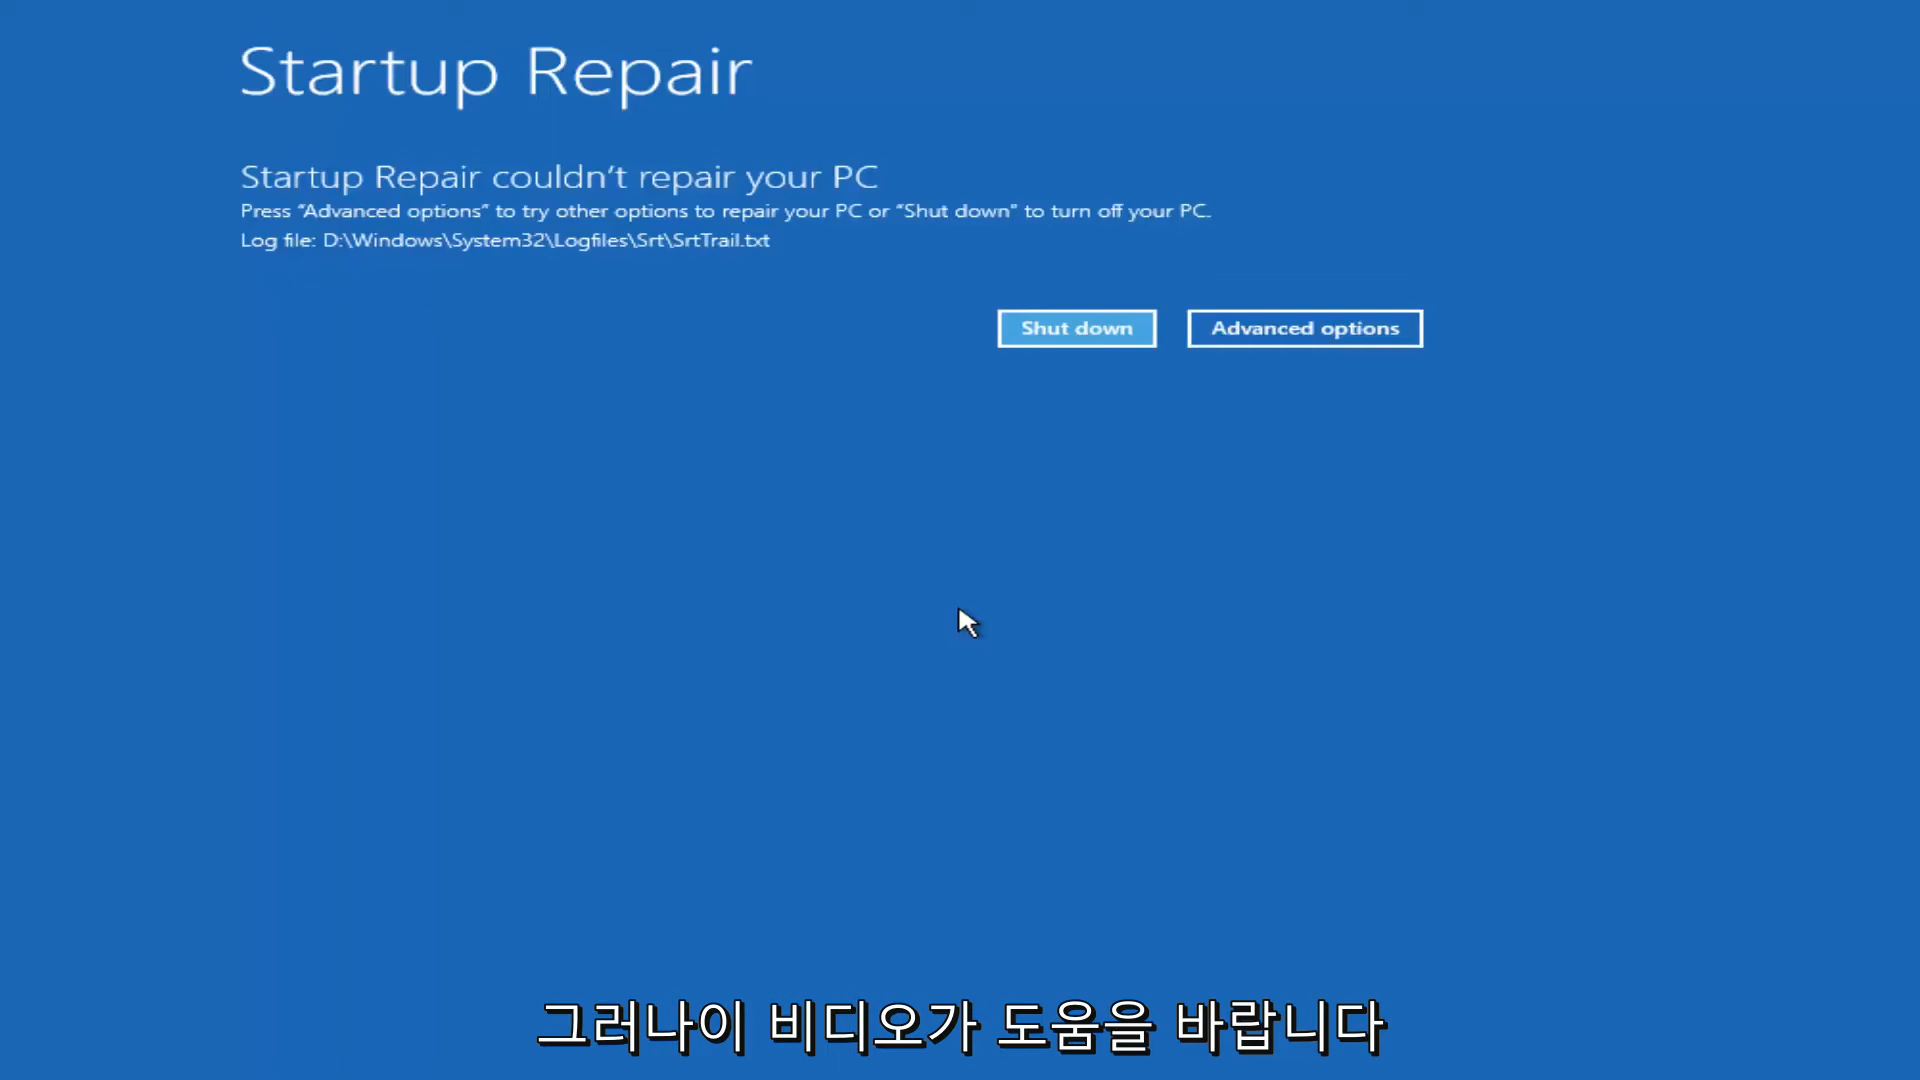 Startup Repair
Startup Repair couldn't repair your PC
Press “Advanced options” to try other options to repair your PC or “Shut down” to turn off your PC.
Log file: D:\Windows\System32\Logfiles\Srt\SrtTrail.txt
Shut down
Advanced options
그러나이 비디오가 도움을 바랍니다